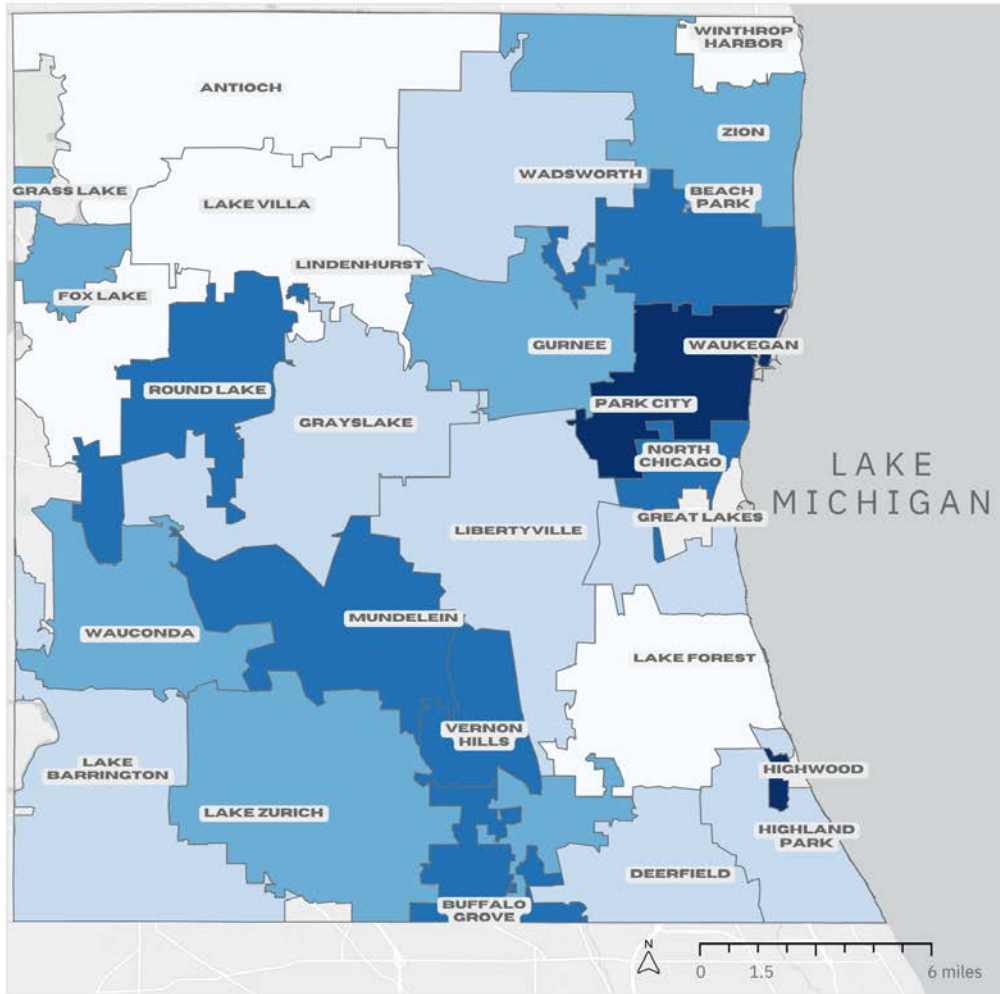 WINTHROP
HARBOR
ANTIOCH
ZION
WADSWORTH
GRASS LAKE
BEACH
PARK
LAKE VILLA
LINDENHURST
FOX LAKE
GURNEE
WAUKEGAN
ROUND LAKE
PARK CITY
GRAYSLAKE
NORTH
CHICAGO
LAKE
MICHIGAN
GREAT LAKES
LIBERTYVILLE
MUNDELEIN
WAUCONDA
LAKE FOREST
VERNON
HILLS
LAKE
BARRINGTON
HIGHWOOD
LAKE ZURICH
HIGHLAND
PARK
DEERFIELD
BUFFALO
GROVE
N
0 1.5 6 miles